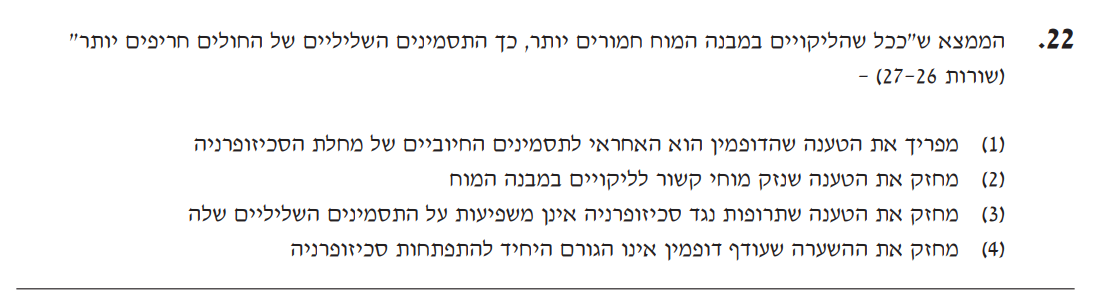 22. הממצא ש"ככל שהליקויים במבנה המוח חמורים יותר, כך התסמינים השליליים של החולים חריפים יותר"
(שורות 26–27) –
(1) מפריך את הטענה שהדופמין הוא האחראי לתסמינים החיוביים של מחלת הסכיזופרניה
(2) מחזק את הטענה שנזק מוחי קשור לליקויים במבנה המוח
(3) מחזק את הטענה שתרופות נגד סכיזופרניה אינן משפיעות על התסמינים השליליים שלה
(4) מחזק את ההשערה שעודף דופמין אינו הגורם היחיד להתפתחות סכיזופרניה